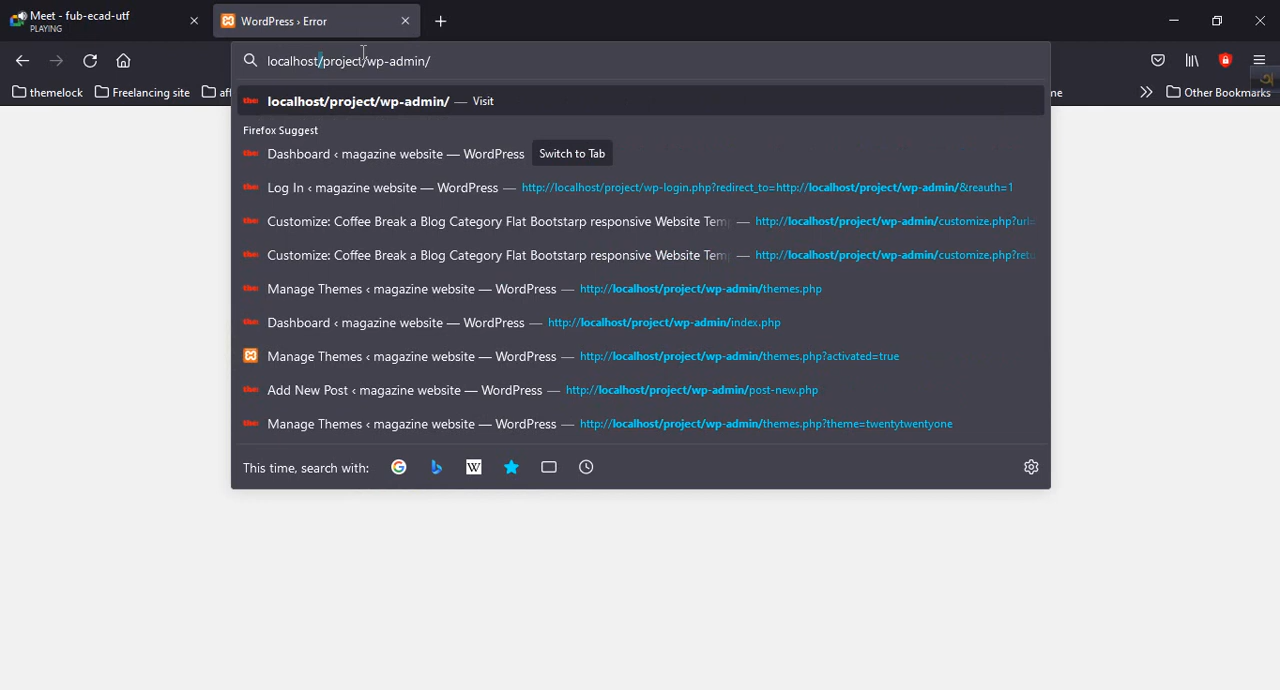 Meet - fub-ecad-utf
PLAYING
WordPress › Error
localhost/project/wp-admin/
themelock Freelancing site af me Other Bookmarks
localhost/project/wp-admin/ — Visit
Firefox Suggest
Dashboard ‹ magazine website — WordPress Switch to Tab
Log In ‹ magazine website — WordPress — http://localhost/project/wp-login.php?redirect_to=http://localhost/project/wp-admin/&reauth=1
Customize: Coffee Break a Blog Category Flat Bootstarp responsive Website Tem — http://localhost/project/wp-admin/customize.php?url=
Customize: Coffee Break a Blog Category Flat Bootstarp responsive Website Tem — http://localhost/project/wp-admin/customize.php?retu
Manage Themes ‹ magazine website — WordPress — http://localhost/project/wp-admin/themes.php
Dashboard ‹ magazine website — WordPress — http://localhost/project/wp-admin/index.php
Manage Themes ‹ magazine website — WordPress — http://localhost/project/wp-admin/themes.php?activated=true
Add New Post ‹ magazine website — WordPress — http://localhost/project/wp-admin/post-new.php
Manage Themes ‹ magazine website — WordPress — http://localhost/project/wp-admin/themes.php?theme=twentytwentyone
This time, search with: